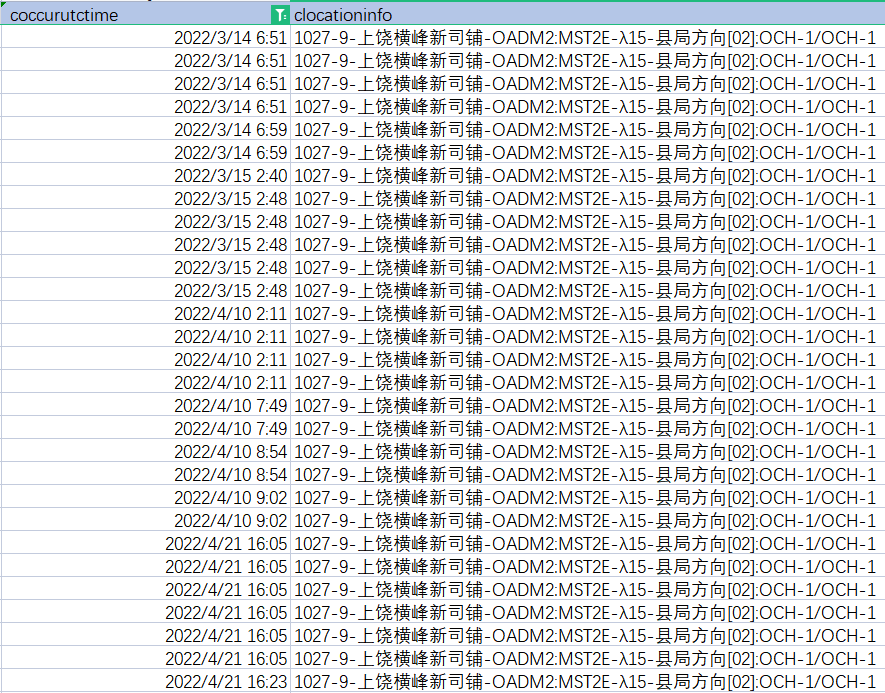 coccurutctime clocationinfo
2022/3/14 6:51 1027-9-上饶横峰新司铺-OADM2:MST2E-λ15-县局方向[02]:OCH-1/OCH-1
2022/3/14 6:51 1027-9-上饶横峰新司铺-OADM2:MST2E-λ15-县局方向[02]:OCH-1/OCH-1
2022/3/14 6:51 1027-9-上饶横峰新司铺-OADM2:MST2E-λ15-县局方向[02]:OCH-1/OCH-1
2022/3/14 6:51 1027-9-上饶横峰新司铺-OADM2:MST2E-λ15-县局方向[02]:OCH-1/OCH-1
2022/3/14 6:59 1027-9-上饶横峰新司铺-OADM2:MST2E-λ15-县局方向[02]:OCH-1/OCH-1
2022/3/14 6:59 1027-9-上饶横峰新司铺-OADM2:MST2E-λ15-县局方向[02]:OCH-1/OCH-1
2022/3/15 2:40 1027-9-上饶横峰新司铺-OADM2:MST2E-λ15-县局方向[02]:OCH-1/OCH-1
2022/3/15 2:48 1027-9-上饶横峰新司铺-OADM2:MST2E-λ15-县局方向[02]:OCH-1/OCH-1
2022/3/15 2:48 1027-9-上饶横峰新司铺-OADM2:MST2E-λ15-县局方向[02]:OCH-1/OCH-1
2022/3/15 2:48 1027-9-上饶横峰新司铺-OADM2:MST2E-λ15-县局方向[02]:OCH-1/OCH-1
2022/3/15 2:48 1027-9-上饶横峰新司铺-OADM2:MST2E-λ15-县局方向[02]:OCH-1/OCH-1
2022/3/15 2:48 1027-9-上饶横峰新司铺-OADM2:MST2E-λ15-县局方向[02]:OCH-1/OCH-1
2022/4/10 2:11 1027-9-上饶横峰新司铺-OADM2:MST2E-λ15-县局方向[02]:OCH-1/OCH-1
2022/4/10 2:11 1027-9-上饶横峰新司铺-OADM2:MST2E-λ15-县局方向[02]:OCH-1/OCH-1
2022/4/10 2:11 1027-9-上饶横峰新司铺-OADM2:MST2E-λ15-县局方向[02]:OCH-1/OCH-1
2022/4/10 2:11 1027-9-上饶横峰新司铺-OADM2:MST2E-λ15-县局方向[02]:OCH-1/OCH-1
2022/4/10 7:49 1027-9-上饶横峰新司铺-OADM2:MST2E-λ15-县局方向[02]:OCH-1/OCH-1
2022/4/10 7:49 1027-9-上饶横峰新司铺-OADM2:MST2E-λ15-县局方向[02]:OCH-1/OCH-1
2022/4/10 8:54 1027-9-上饶横峰新司铺-OADM2:MST2E-λ15-县局方向[02]:OCH-1/OCH-1
2022/4/10 8:54 1027-9-上饶横峰新司铺-OADM2:MST2E-λ15-县局方向[02]:OCH-1/OCH-1
2022/4/10 9:02 1027-9-上饶横峰新司铺-OADM2:MST2E-λ15-县局方向[02]:OCH-1/OCH-1
2022/4/10 9:02 1027-9-上饶横峰新司铺-OADM2:MST2E-λ15-县局方向[02]:OCH-1/OCH-1
2022/4/21 16:05 1027-9-上饶横峰新司铺-OADM2:MST2E-λ15-县局方向[02]:OCH-1/OCH-1
2022/4/21 16:05 1027-9-上饶横峰新司铺-OADM2:MST2E-λ15-县局方向[02]:OCH-1/OCH-1
2022/4/21 16:05 1027-9-上饶横峰新司铺-OADM2:MST2E-λ15-县局方向[02]:OCH-1/OCH-1
2022/4/21 16:05 1027-9-上饶横峰新司铺-OADM2:MST2E-λ15-县局方向[02]:OCH-1/OCH-1
2022/4/21 16:05 1027-9-上饶横峰新司铺-OADM2:MST2E-λ15-县局方向[02]:OCH-1/OCH-1
2022/4/21 16:05 1027-9-上饶横峰新司铺-OADM2:MST2E-λ15-县局方向[02]:OCH-1/OCH-1
2022/4/21 16:23 1027-9-上饶横峰新司铺-OADM2:MST2E-λ15-县局方向[02]:OCH-1/OCH-1